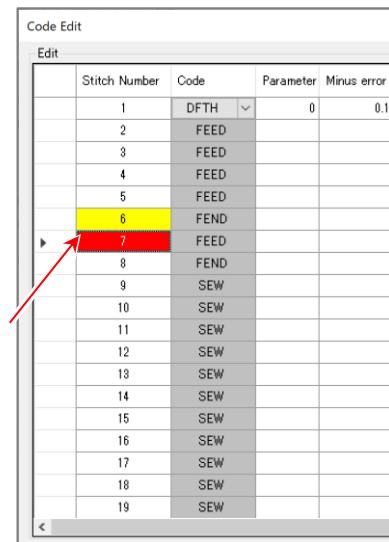 Code Edit
Edit
Stitch Number Code Parameter Minus error
1 DFTH 0 0.1
2 FEED
3 FEED
4 FEED
5 FEED
6 FEND
7 FEED
8 FEND
9 SEW
10 SEW
11 SEW
12 SEW
13 SEW
14 SEW
15 SEW
16 SEW
17 SEW
18 SEW
19 SEW